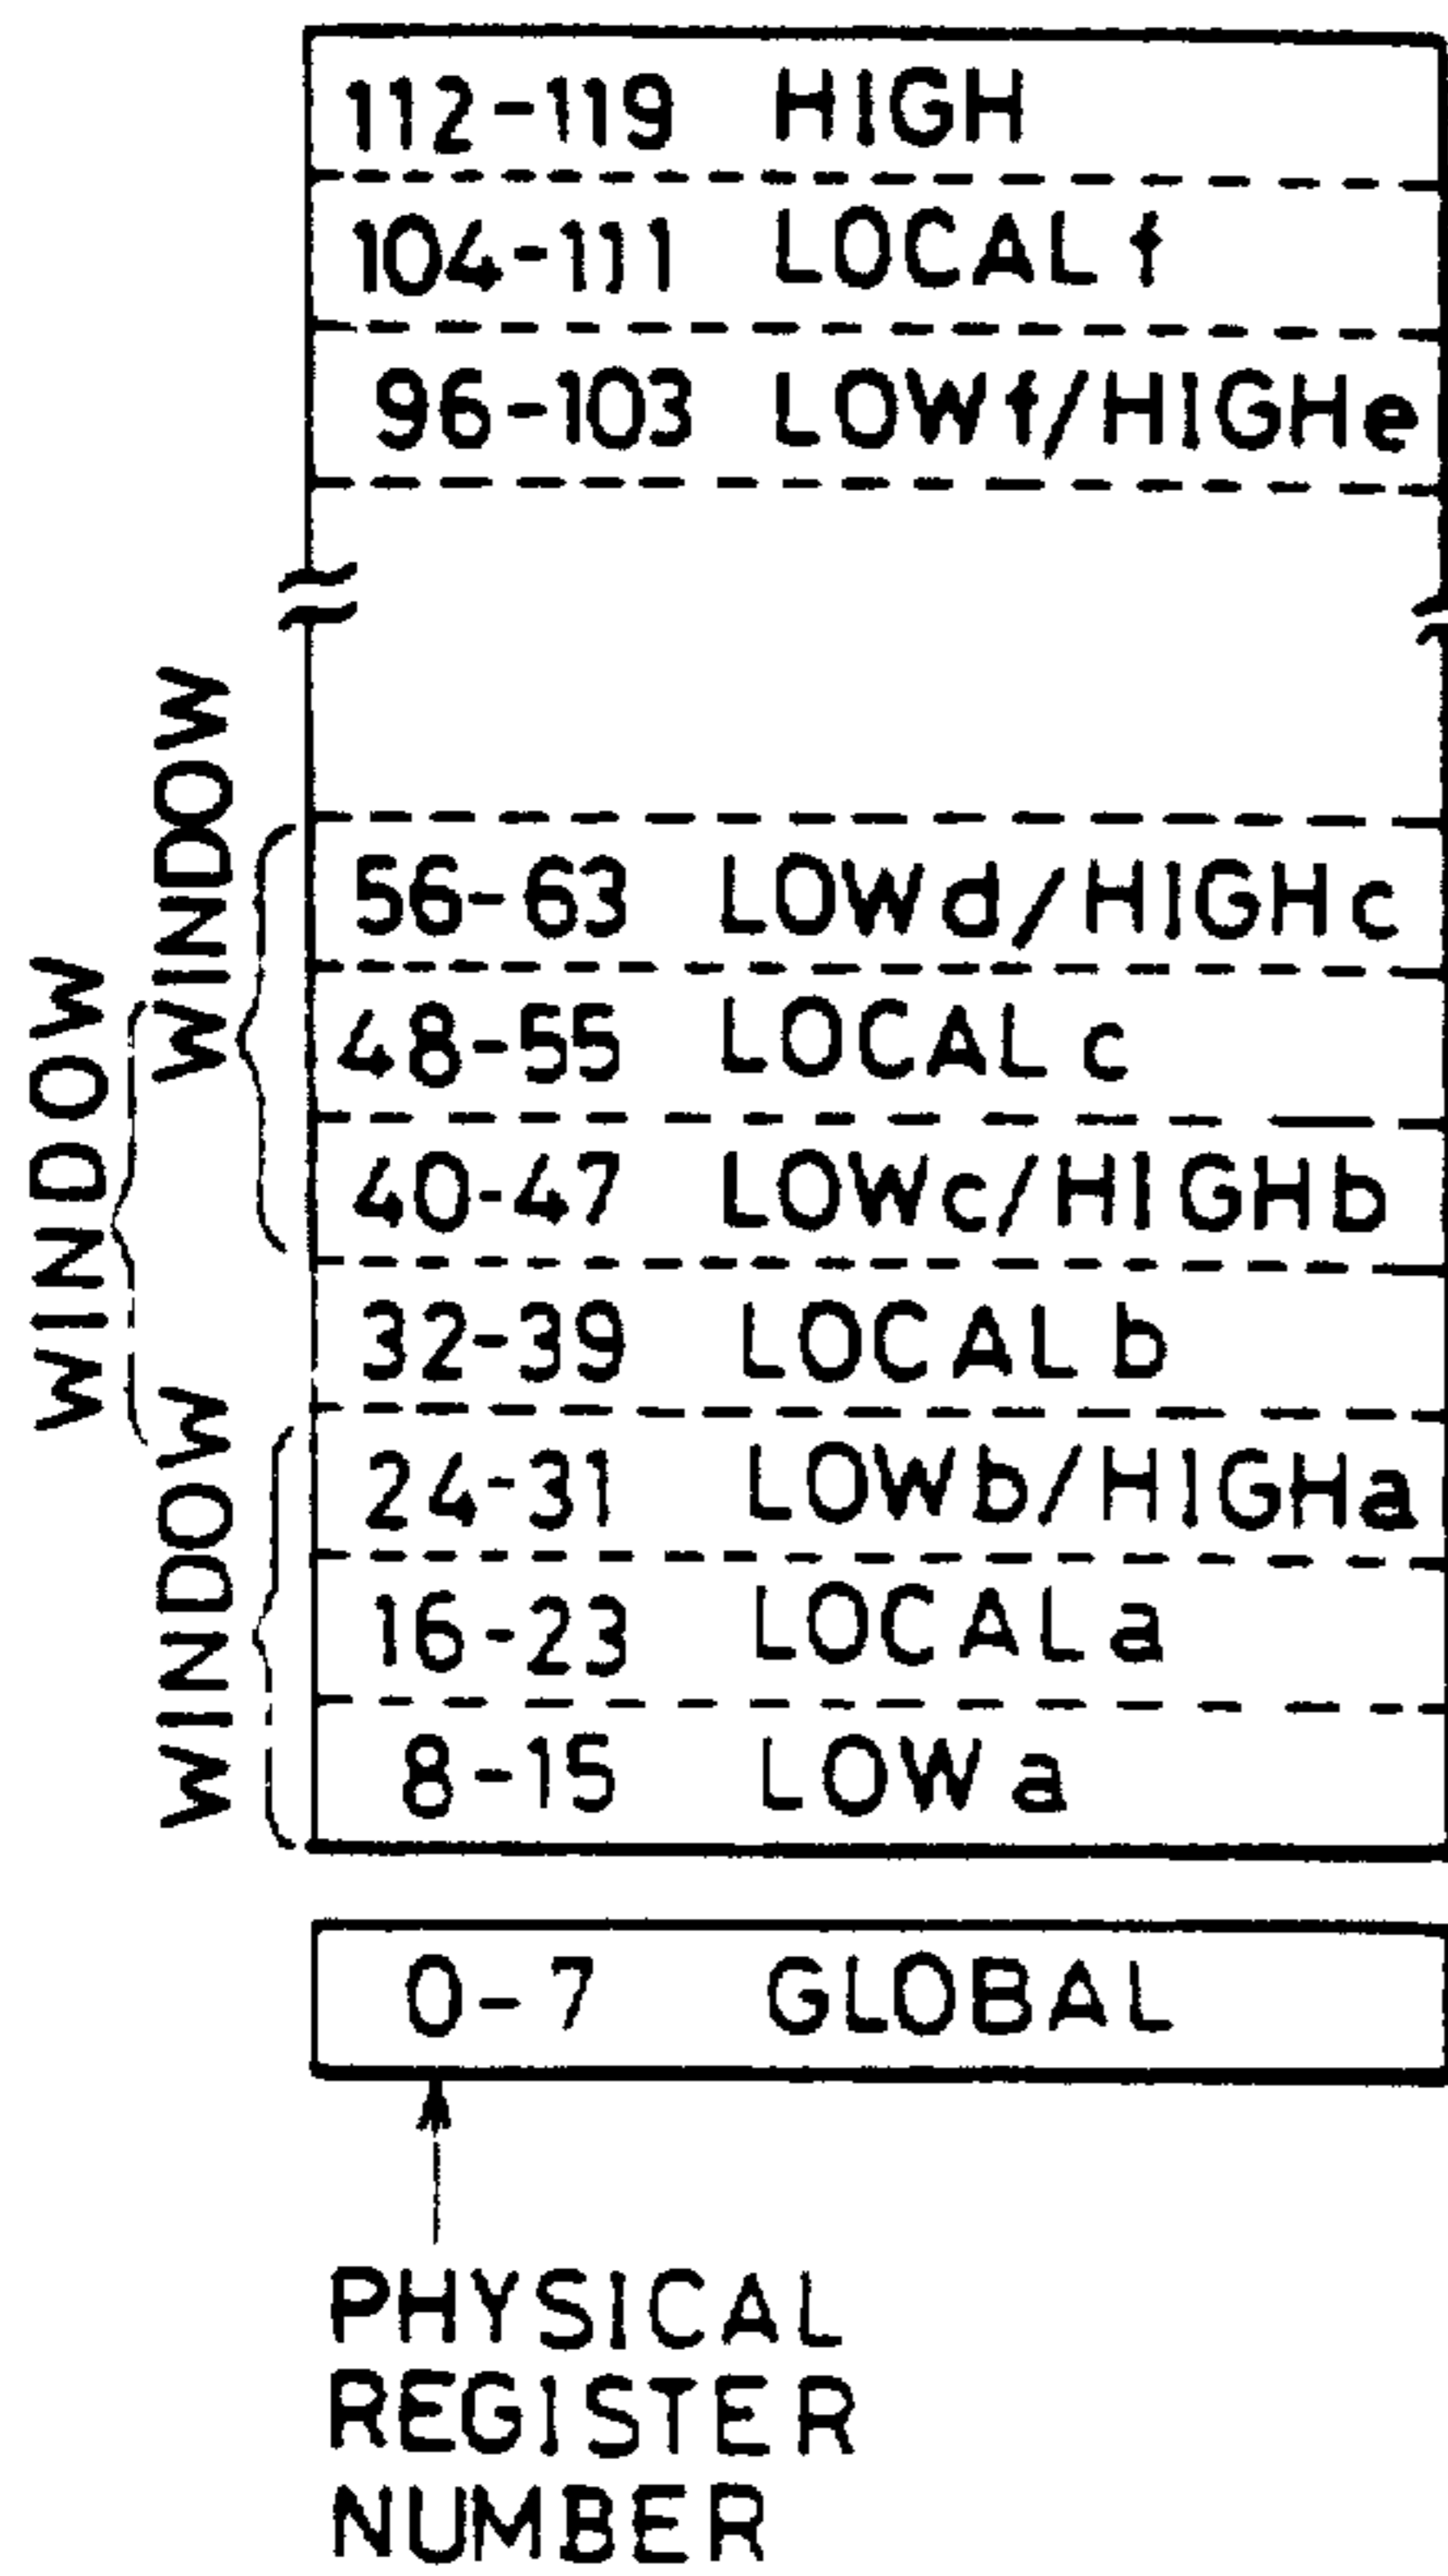 112-119 HIGH
104-111 LOCAL f
96-103 LOWf/HIGHe
56-63 LOWd/HIGHc
48-55 LOCAL c
40-47 LOWc/HIGHb
32-39 LOCAL b
24-31 LOWb/HIGHa
16-23 LOCAL a
8-15 LOW a
WINDOW
WINDOW
WINDOW
0-7 GLOBAL
PHYSICAL
REGISTER
NUMBER